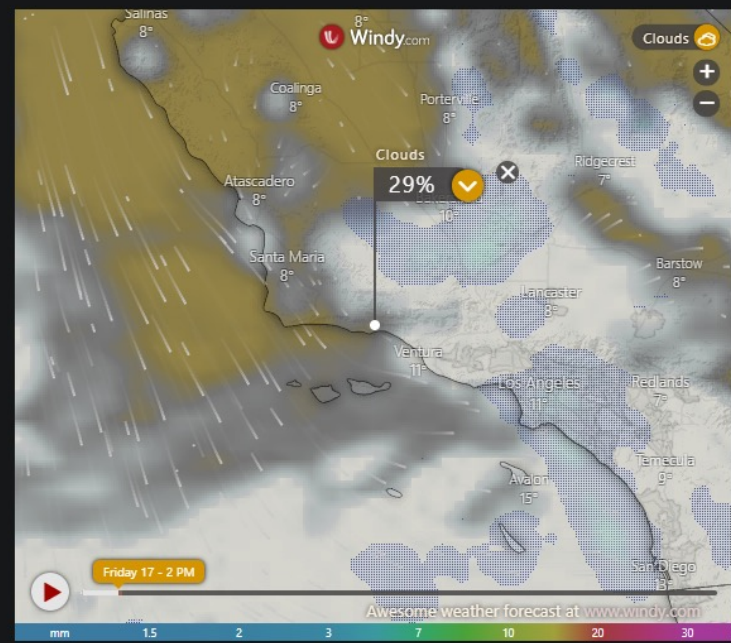 Salinas
8°
8°
Windy.com
Clouds
+
−
Coalinga
8°
Porterville
8°
Clouds
29%
Ridgecrest
7°
Atascadero
8°
16°
Santa Maria
8°
Barstow
8°
Lancaster
8°
Ventura
11°
Los Angeles
11°
Redlands
7°
Temecula
9°
Avalon
15°
Friday 17 - 2 PM
San Diego
13°
Awesome weather forecast at www.windy.com
mm 1.5 2 3 7 10 20 30